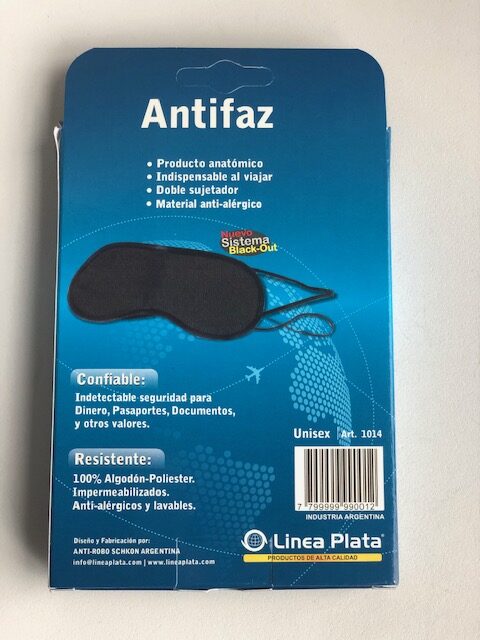 Antifaz
• Producto anatómico
• Indispensable al viajar
• Doble sujetador
• Material anti-alérgico
Nuevo
Sistema
Black-Out
Confiable:
Indetectable seguridad para
Dinero, Pasaportes, Documentos,
y otros valores.
Unisex Art. 1014
Resistente:
100% Algodón-Poliester.
Impermeabilizados.
Anti-alérgicos y lavables.
7 799999 990012
INDUSTRIA ARGENTINA
Diseño y Fabricación por:
ANTI-ROBO SCHKON ARGENTINA
info@lineaplata.com | www.lineaplata.com
Linea Plata
PRODUCTOS DE ALTA CALIDAD